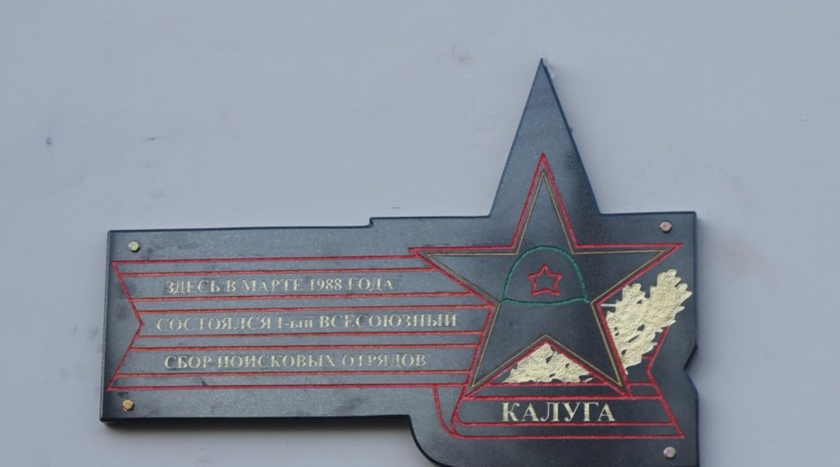 ЗДЕСЬ В МАРТЕ 1988 ГОДА
СОСТОЯЛСЯ I-ый ВСЕСОЮЗНЫЙ
СБОР ПОИСКОВЫХ ОТРЯДОВ
КАЛУГА